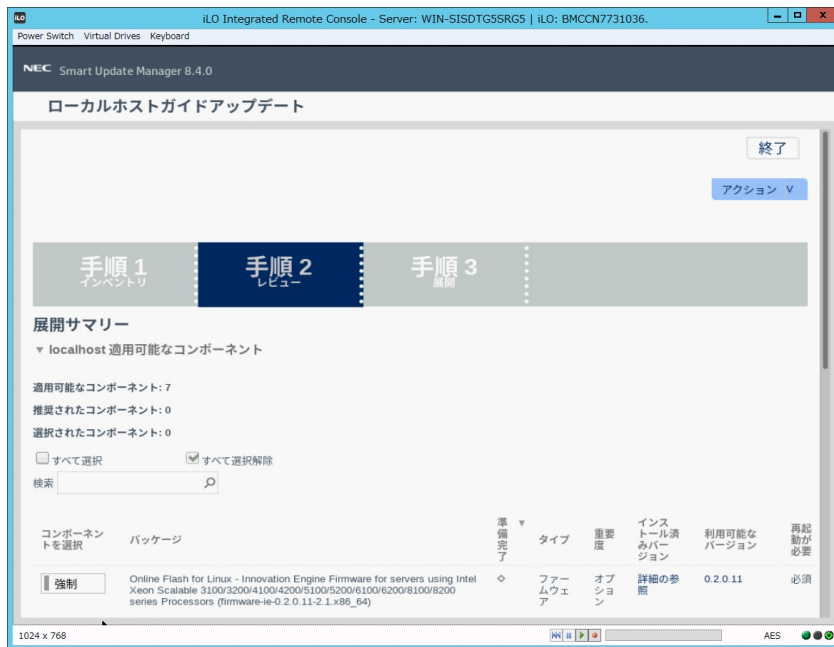 iLO Integrated Remote Console - Server: WIN-SISDTG5SRG5 | iLO: BMCCN7731036.
Power Switch Virtual Drives Keyboard
NEC Smart Update Manager 8.4.0
ローカルホストガイドアップデート
終了
アクション ∨
手順 1
インベントリ
手順 2
レビュー
手順 3
展開
展開サマリー
▼ localhost 適用可能なコンポーネント
適用可能なコンポーネント: 7
推奨されたコンポーネント: 0
選択されたコンポーネント: 0
すべて選択
すべて選択解除
検索
コンポーネン
トを選択
パッケージ
準
備
完
了
▼
タイプ
重要
度
インス
トール済
みバー
ジョン
利用可能な
バージョン
再起
動が
必要
強制
Online Flash for Linux - Innovation Engine Firmware for servers using Intel
Xeon Scalable 3100/3200/4100/4200/5100/5200/6100/6200/8100/8200
series Processors (firmware-ie-0.2.0.11-2.1.x86_64)
ファー
ムウェ
ア
オプ
ショ
ン
詳細の参
照
0.2.0.11
必須
1024 x 768
AES